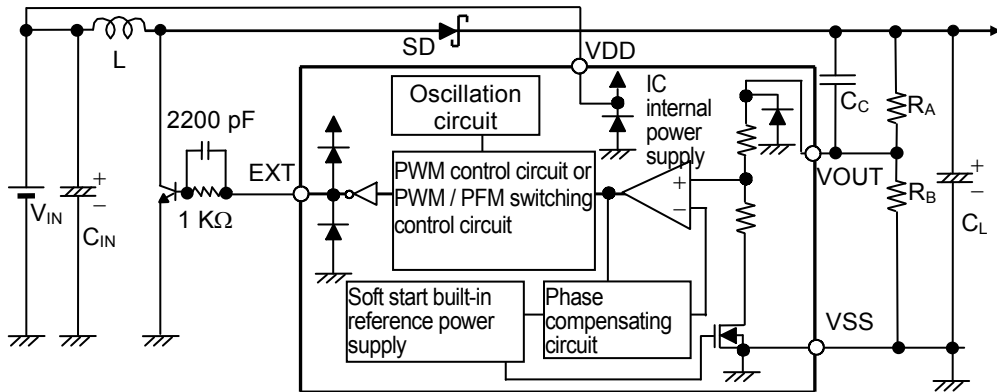 L
SD
VDD
2200 pF
EXT
1 KΩ
VIN
CIN
Oscillation
circuit
IC
internal
power
supply
PWM control circuit or
PWM / PFM switching
control circuit
+
−
Soft start built-in
reference power
supply
Phase
compensating
circuit
CC
RA
VOUT
RB
+
−
CL
+
−
VSS